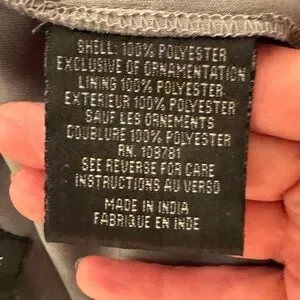 SHELL: 100% POLYESTER
EXCLUSIVE OF ORNAMENTATION
LINING 100% POLYESTER
EXTERIEUR 100% POLYESTER
SAUF LES ORNEMENTS
DOUBLURE 100% POLYESTER
RN. 109781
SEE REVERSE FOR CARE
INSTRUCTIONS AU VERSO
MADE IN INDIA
FABRIQUE EN INDE